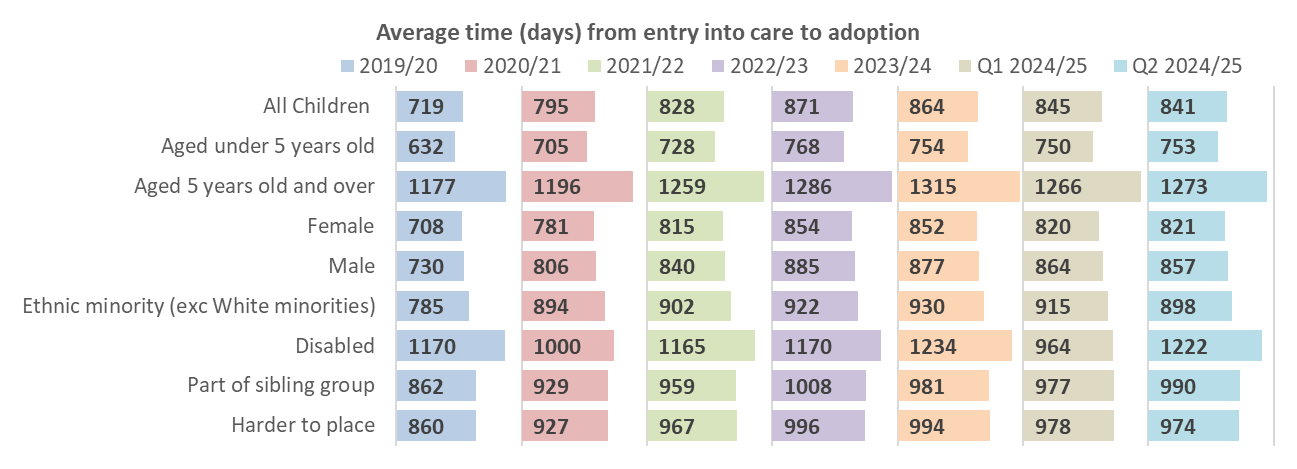 Average time (days) from entry into care to adoption
2019/20 2020/21 2021/22 2022/23 2023/24 Q1 2024/25 Q2 2024/25
All Children 719 795 828 871 864 845 841
Aged under 5 years old 632 705 728 768 754 750 753
Aged 5 years old and over 1177 1196 1259 1286 1315 1266 1273
Female 708 781 815 854 852 820 821
Male 730 806 840 885 877 864 857
Ethnic minority (exc White minorities) 785 894 902 922 930 915 898
Disabled 1170 1000 1165 1170 1234 964 1222
Part of sibling group 862 929 959 1008 981 977 990
Harder to place 860 927 967 996 994 978 974